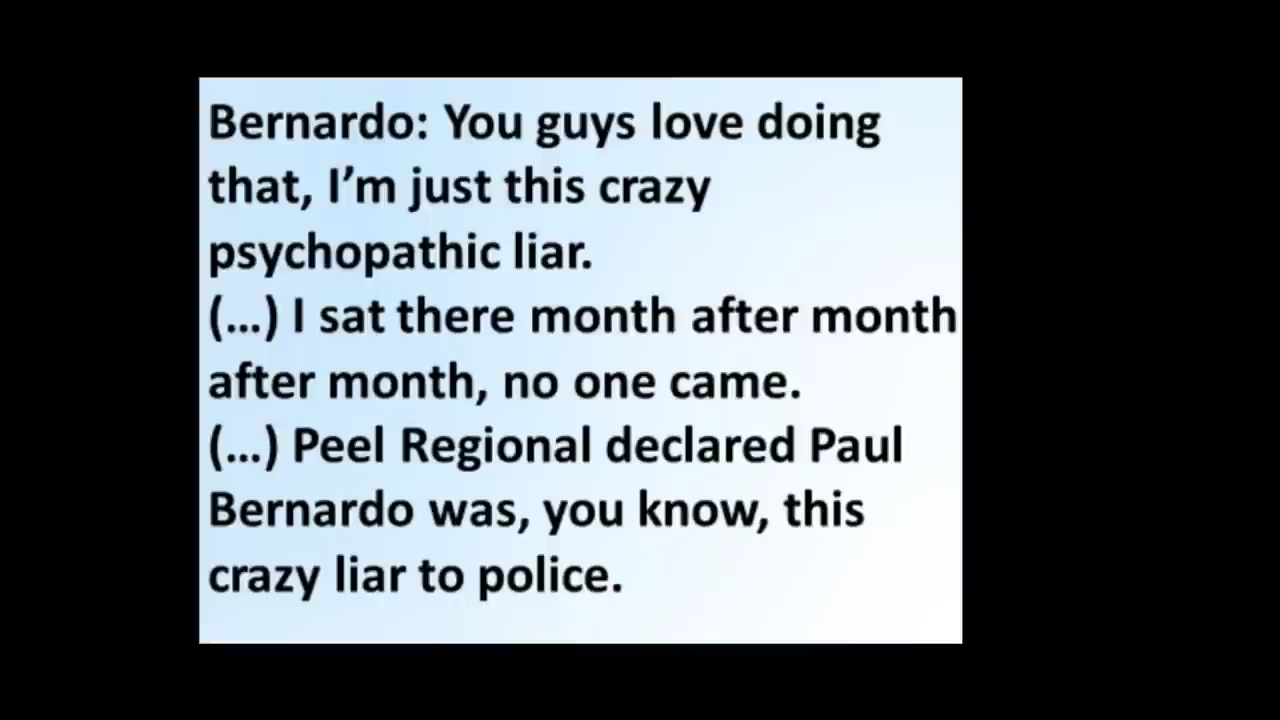 Bernardo: You guys love doing
that, I’m just this crazy
psychopathic liar.
(...) I sat there month after month
after month, no one came.
(...) Peel Regional declared Paul
Bernardo was, you know, this
crazy liar to police.